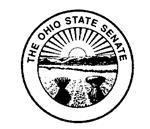 THE OHIO STATE SENATE